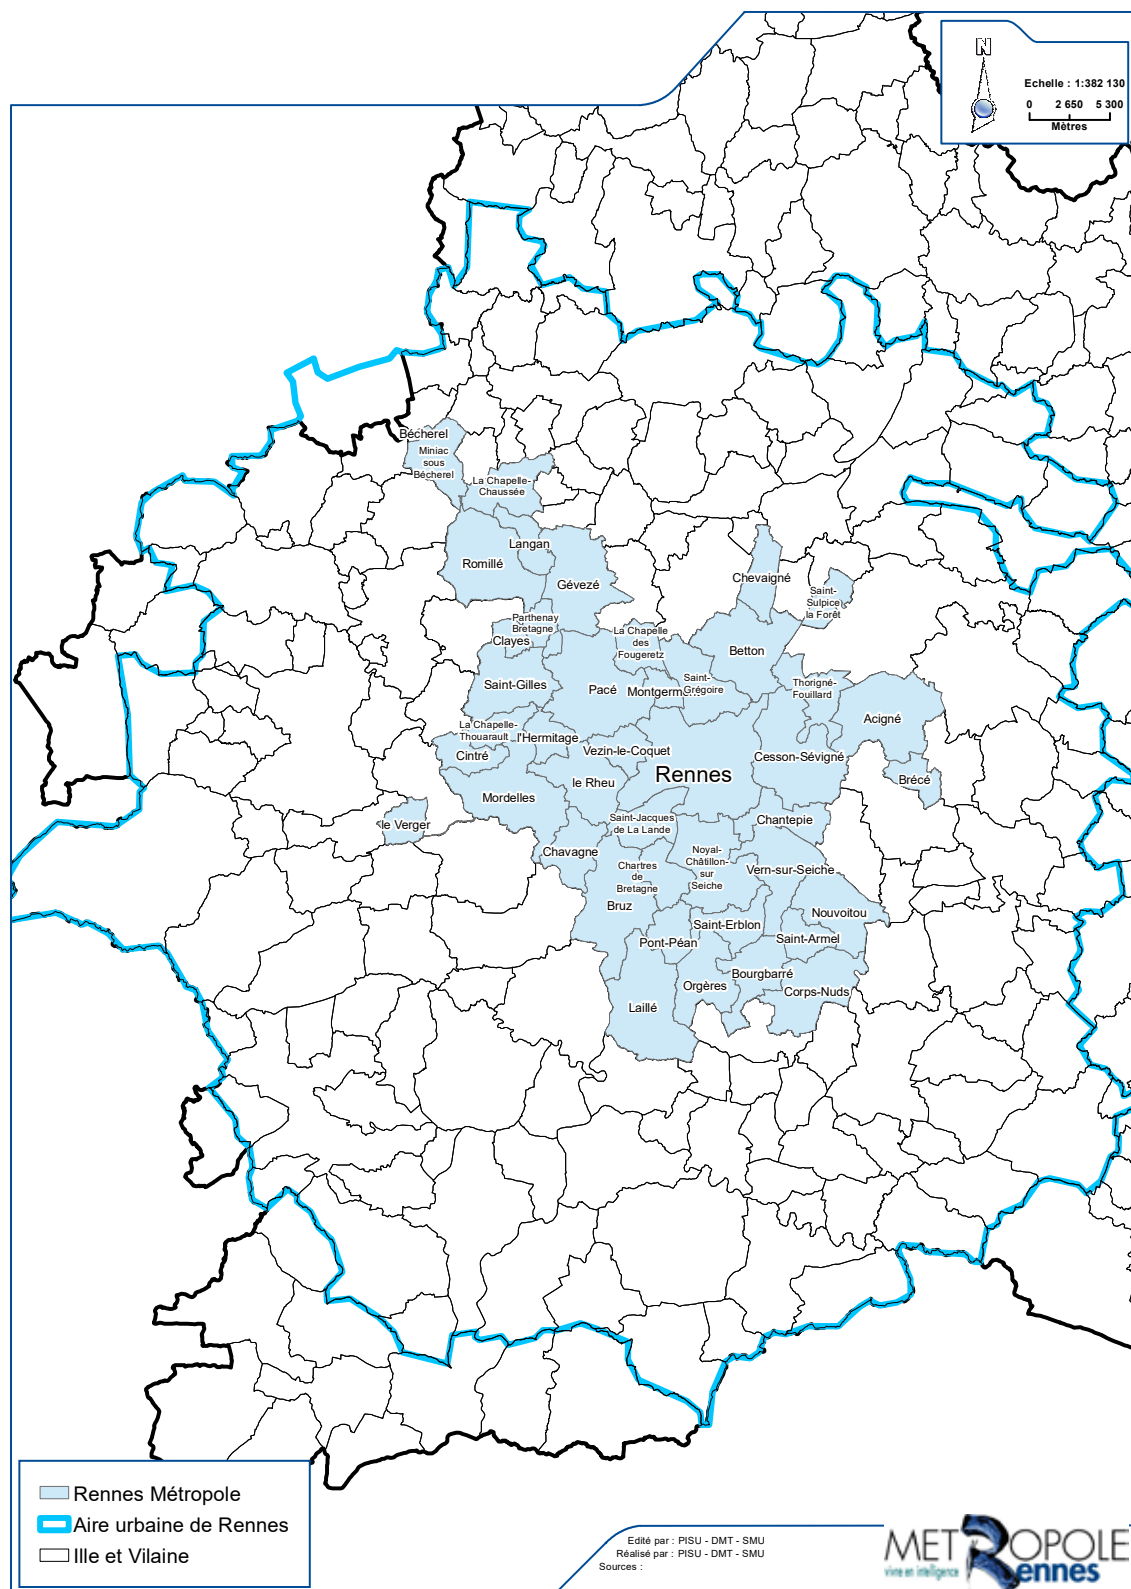 N
Echelle : 1:382 130
0 2 650 5 300
Mètres
Bécherel
Miniac
sous
Bécherel
La Chapelle-
Chaussée
Langan
Romillé
Gévezé
Chevaigné
Saint-
Sulpice
la Forêt
Parthenay
Bretagne
Clayes
La Chapelle
des
Fougeretz
Betton
Saint-Gilles
Pacé
Montgerm
Saint-
Grégoire
Thorigné-
Fouillard
Acigné
La Chapelle-
Thouarault
l'Hermitage
Cintré
Vezin-le-Coquet
Cesson-Sévigné
Rennes
le Rheu
Brécé
Mordelles
le Verger
Saint-Jacques
de La Lande
Chantepie
Chavagne
Noyal-
Châtillon-
sur
Seiche
Chartres
de
Bretagne
Vern-sur-Seiche
Bruz
Nouvoitou
Saint-Erblon
Pont-Péan
Saint-Armel
Bourgbarré
Orgères
Corps-Nuds
Laillé
Rennes Métropole
Aire urbaine de Rennes
Ille et Vilaine
Edité par : PISU - DMT - SMU
Réalisé par : PISU - DMT - SMU
Sources :
METROPOLE
vivre en intelligence
Rennes